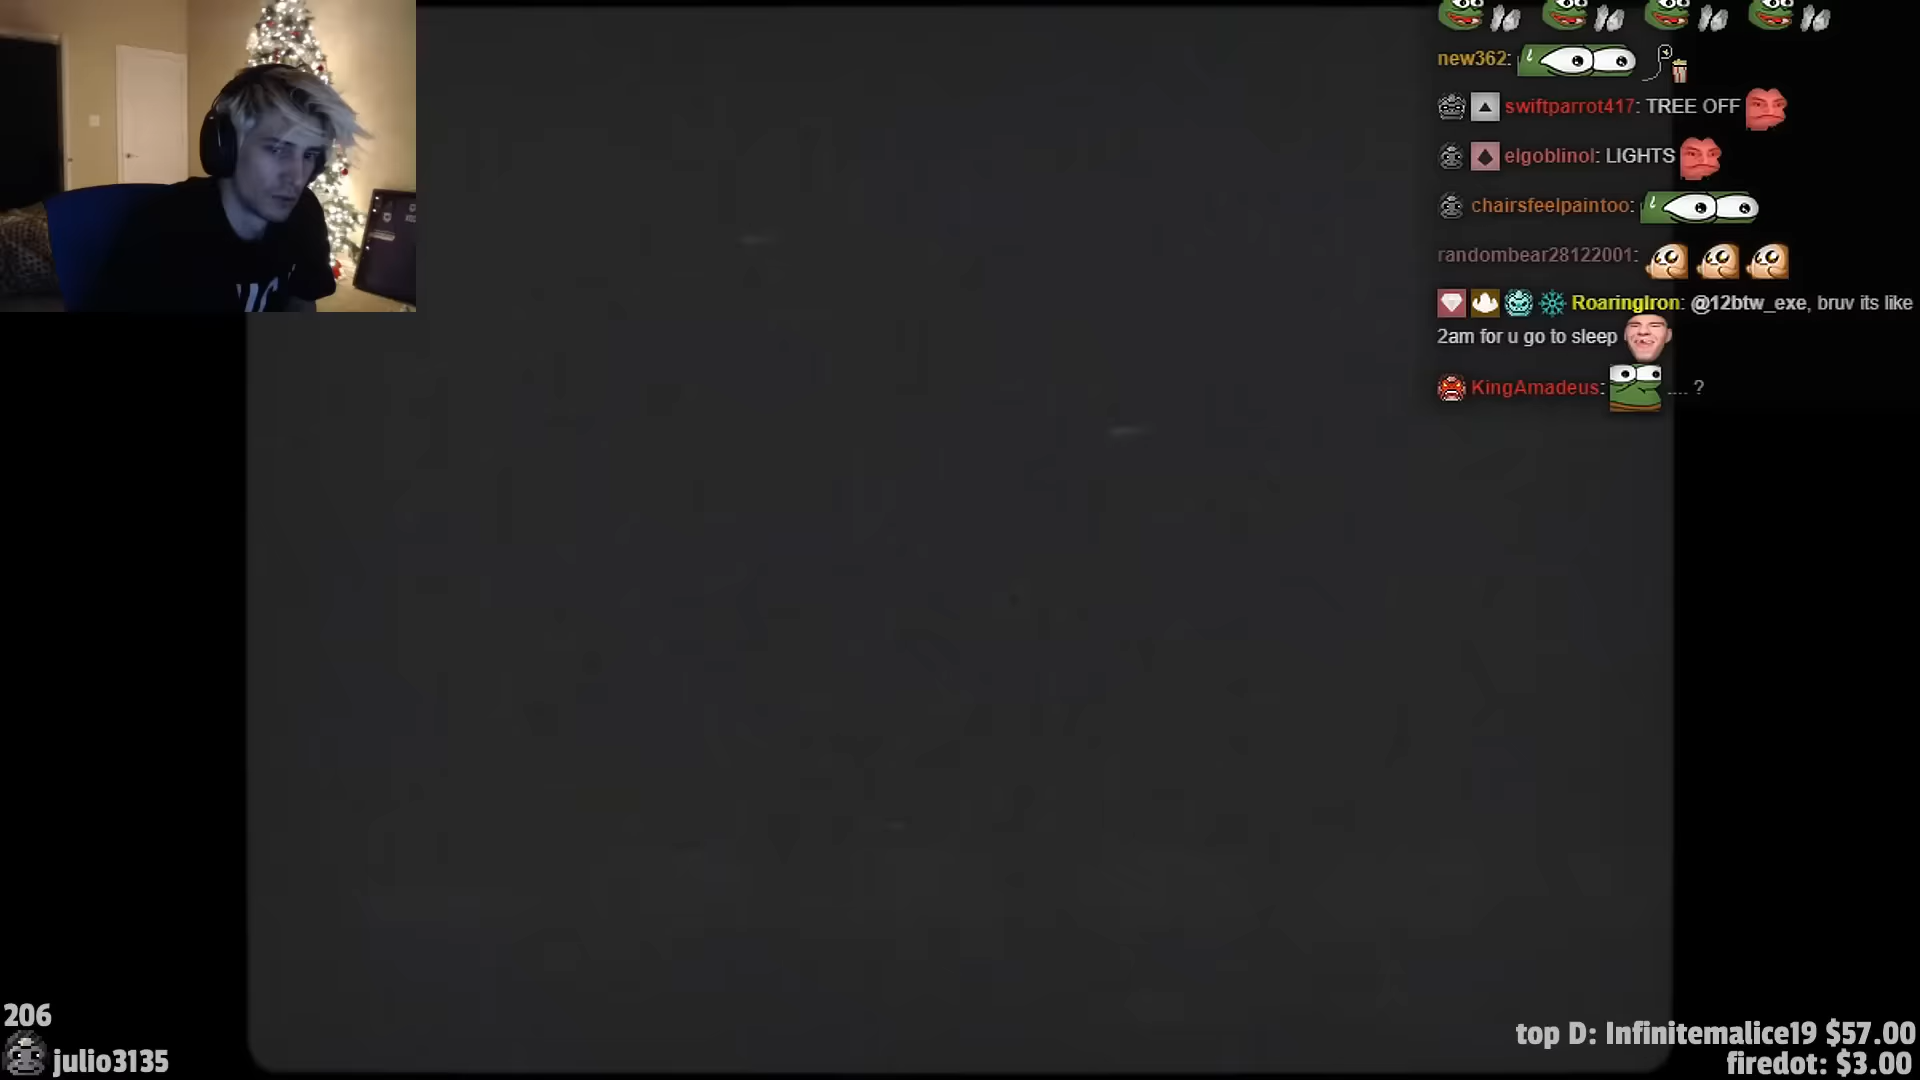 new362:
swiftparrot417: TREE OFF
elgoblinol: LIGHTS
chairsfeelpaintoo:
randombear28122001:
RoaringIron: @12btw_exe, bruv its like
2am for u go to sleep
KingAmadeus: .... ?
206
julio3135
top D: Infinitemalice19 $57.00
firedot: $3.00